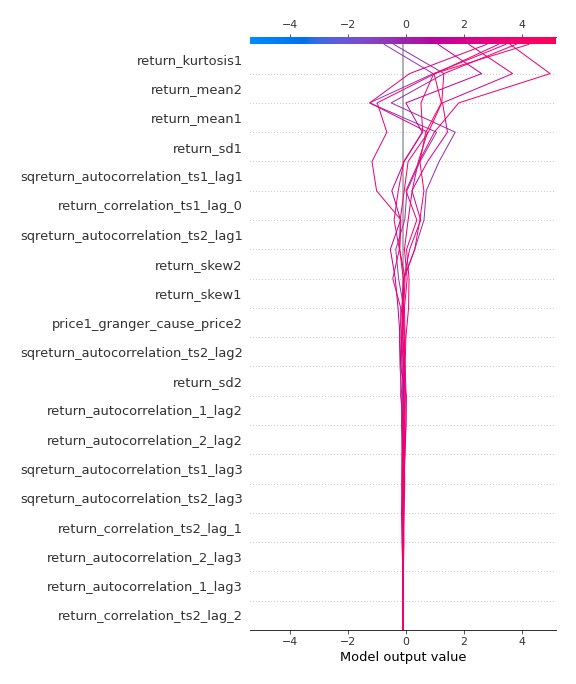 −4 −2 0 2 4
return_kurtosis1
return_mean2
return_mean1
return_sd1
sqreturn_autocorrelation_ts1_lag1
return_correlation_ts1_lag_0
sqreturn_autocorrelation_ts2_lag1
return_skew2
return_skew1
price1_granger_cause_price2
sqreturn_autocorrelation_ts2_lag2
return_sd2
return_autocorrelation_1_lag2
return_autocorrelation_2_lag2
sqreturn_autocorrelation_ts1_lag3
sqreturn_autocorrelation_ts2_lag3
return_correlation_ts2_lag_1
return_autocorrelation_2_lag3
return_autocorrelation_1_lag3
return_correlation_ts2_lag_2
−4 −2 0 2 4
Model output value